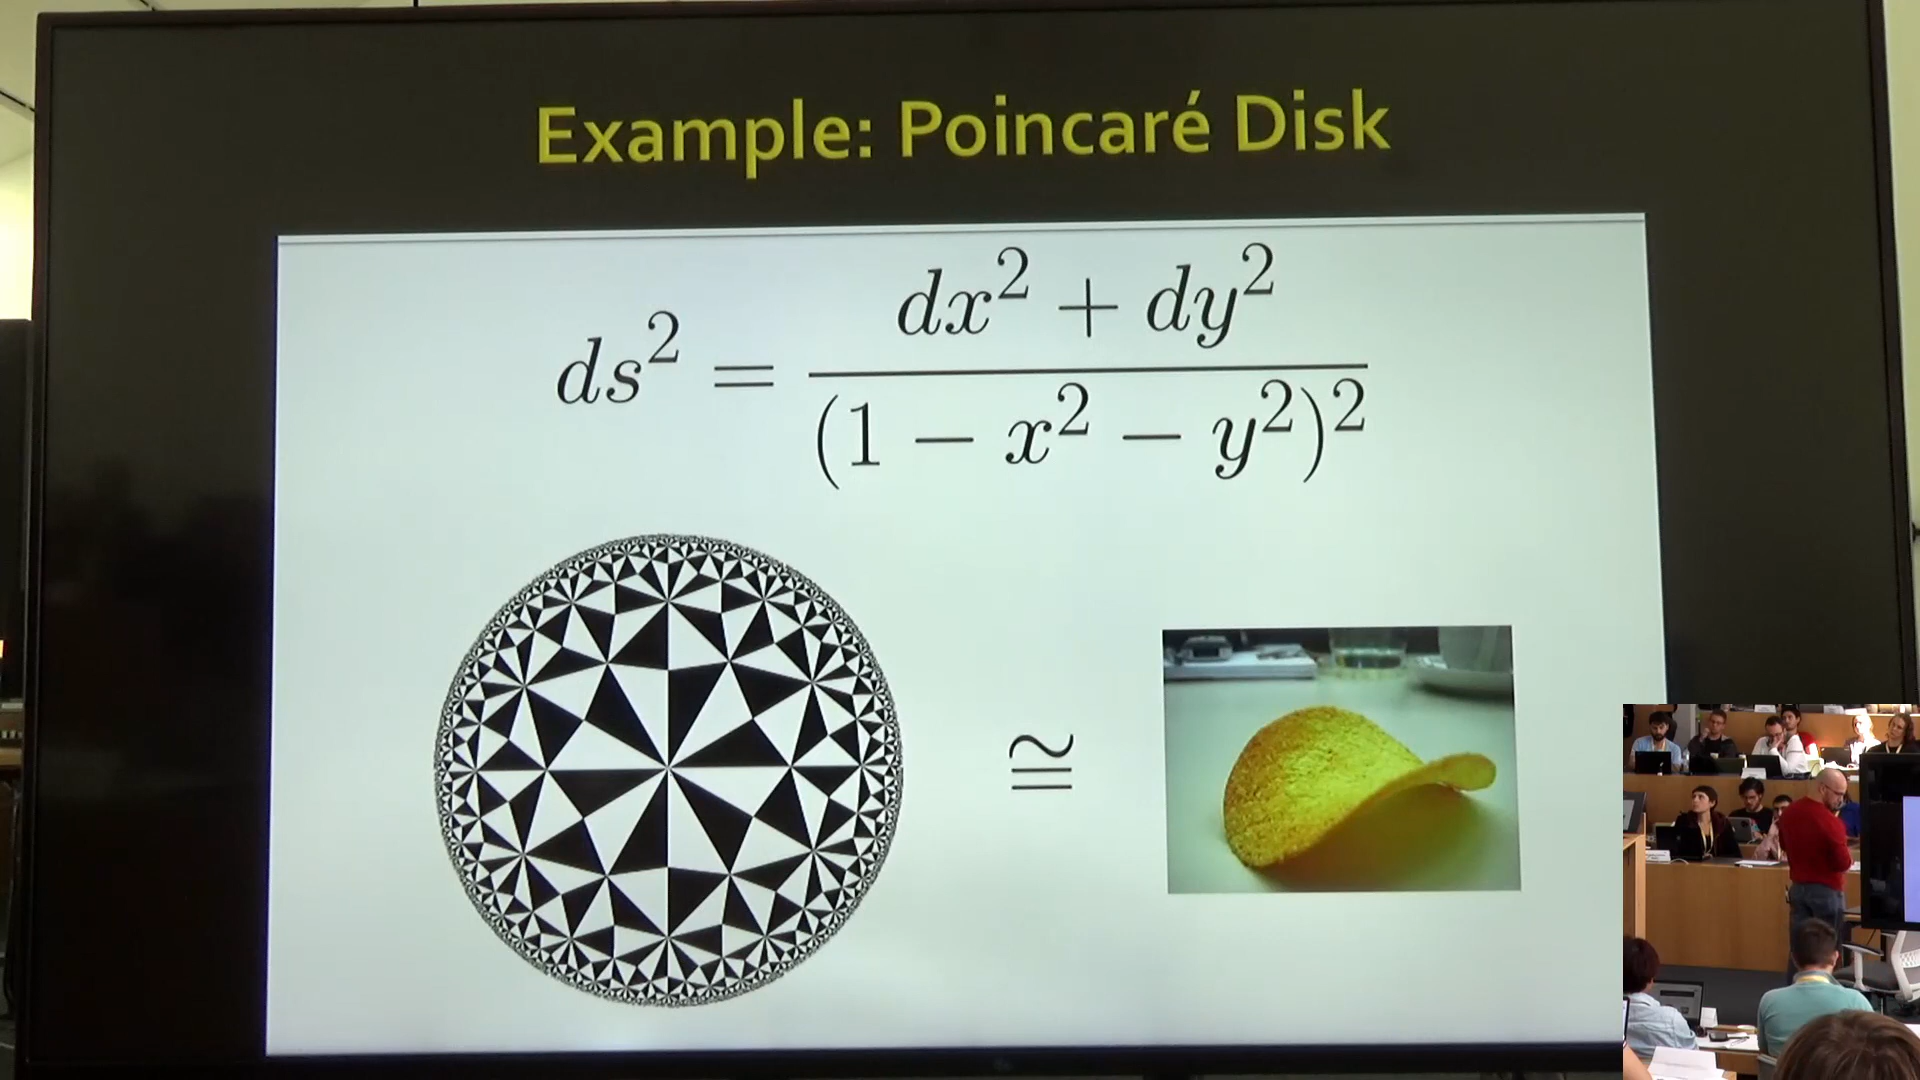 Example: Poincaré Disk
ds² = dx² + dy² / (1 − x² − y²)²
≅